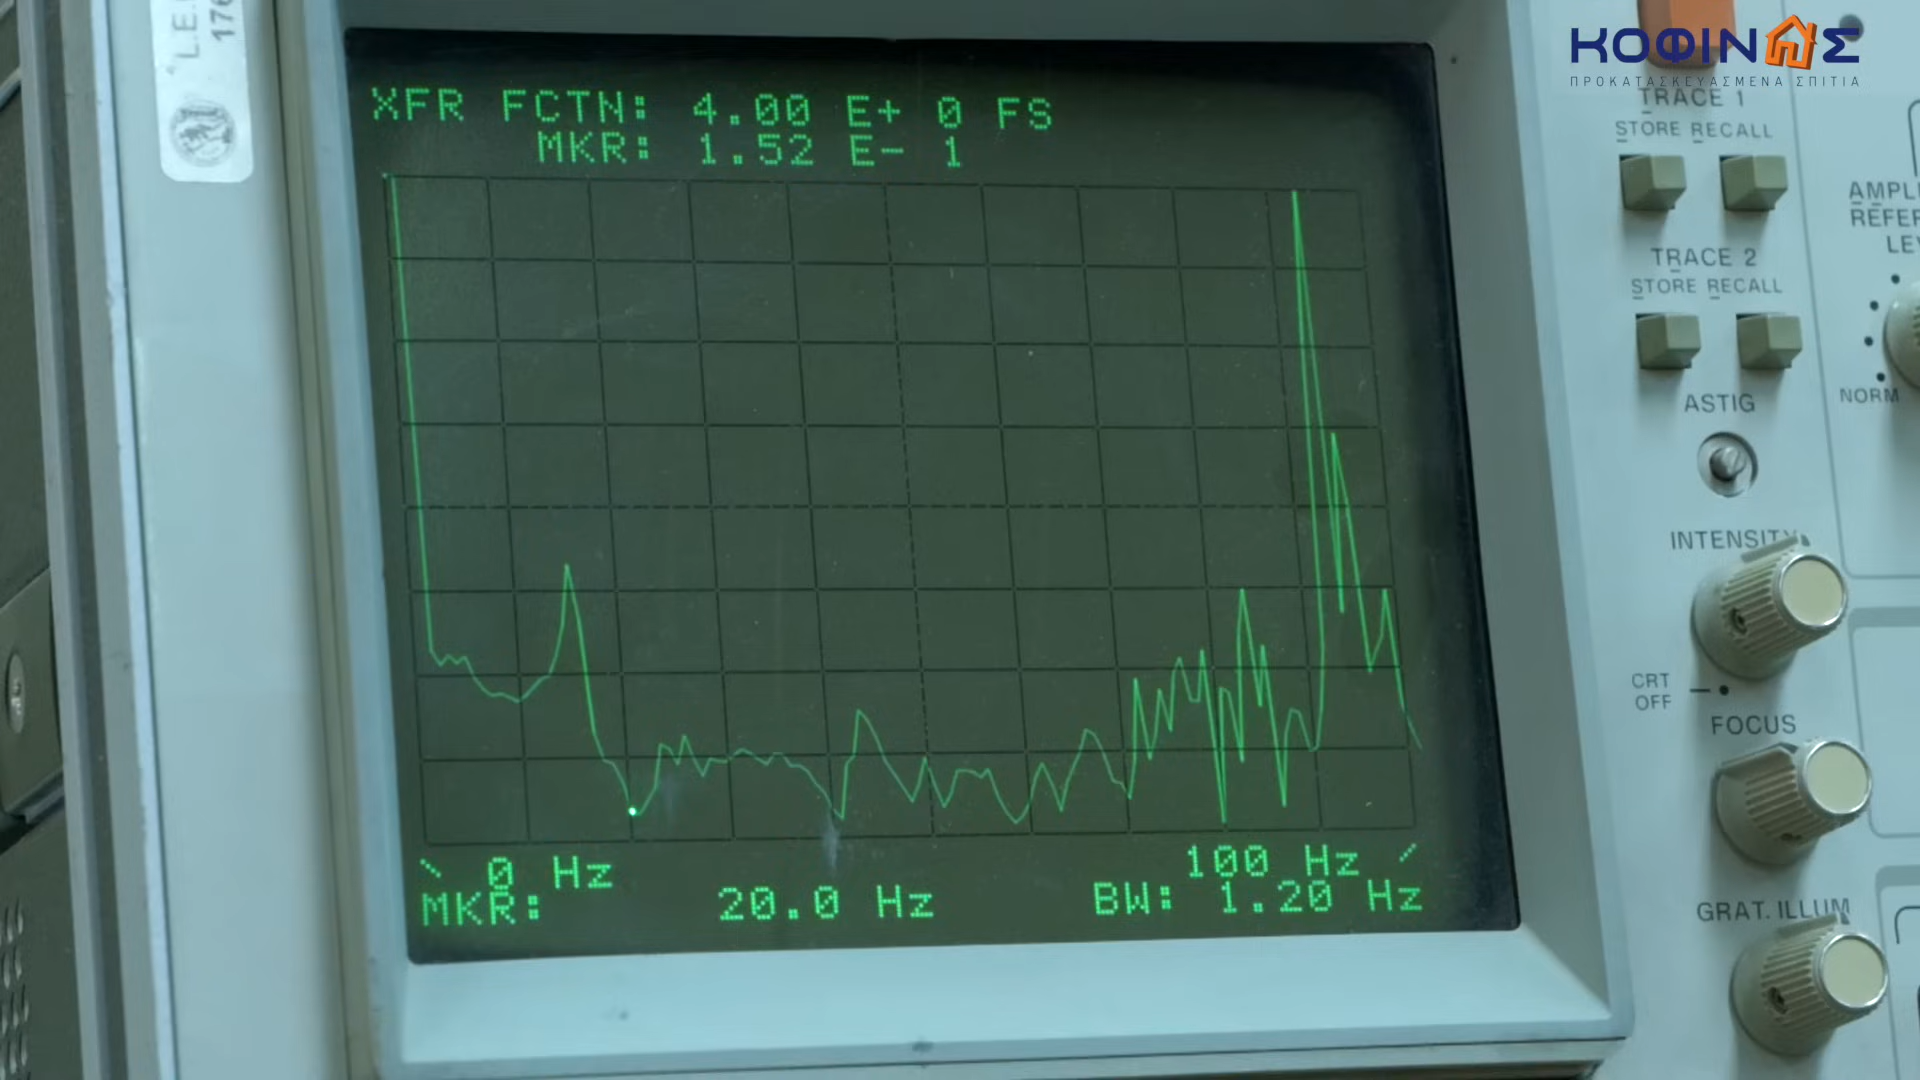 ΚΟΦΙΝΑΣ
ΠΡΟΚΑΤΑΣΚΕΥΑΣΜΕΝΑ ΣΠΙΤΙΑ
XFR FCTN: 4.00 E+ 0 FS
MKR: 1.52 E- 1
0 Hz
100 Hz
MKR: 20.0 Hz
BW: 1.20 Hz
TRACE 1
STORE RECALL
TRACE 2
STORE RECALL
ASTIG
INTENSITY
CRT
OFF
FOCUS
GRAT. ILLUM
NORM